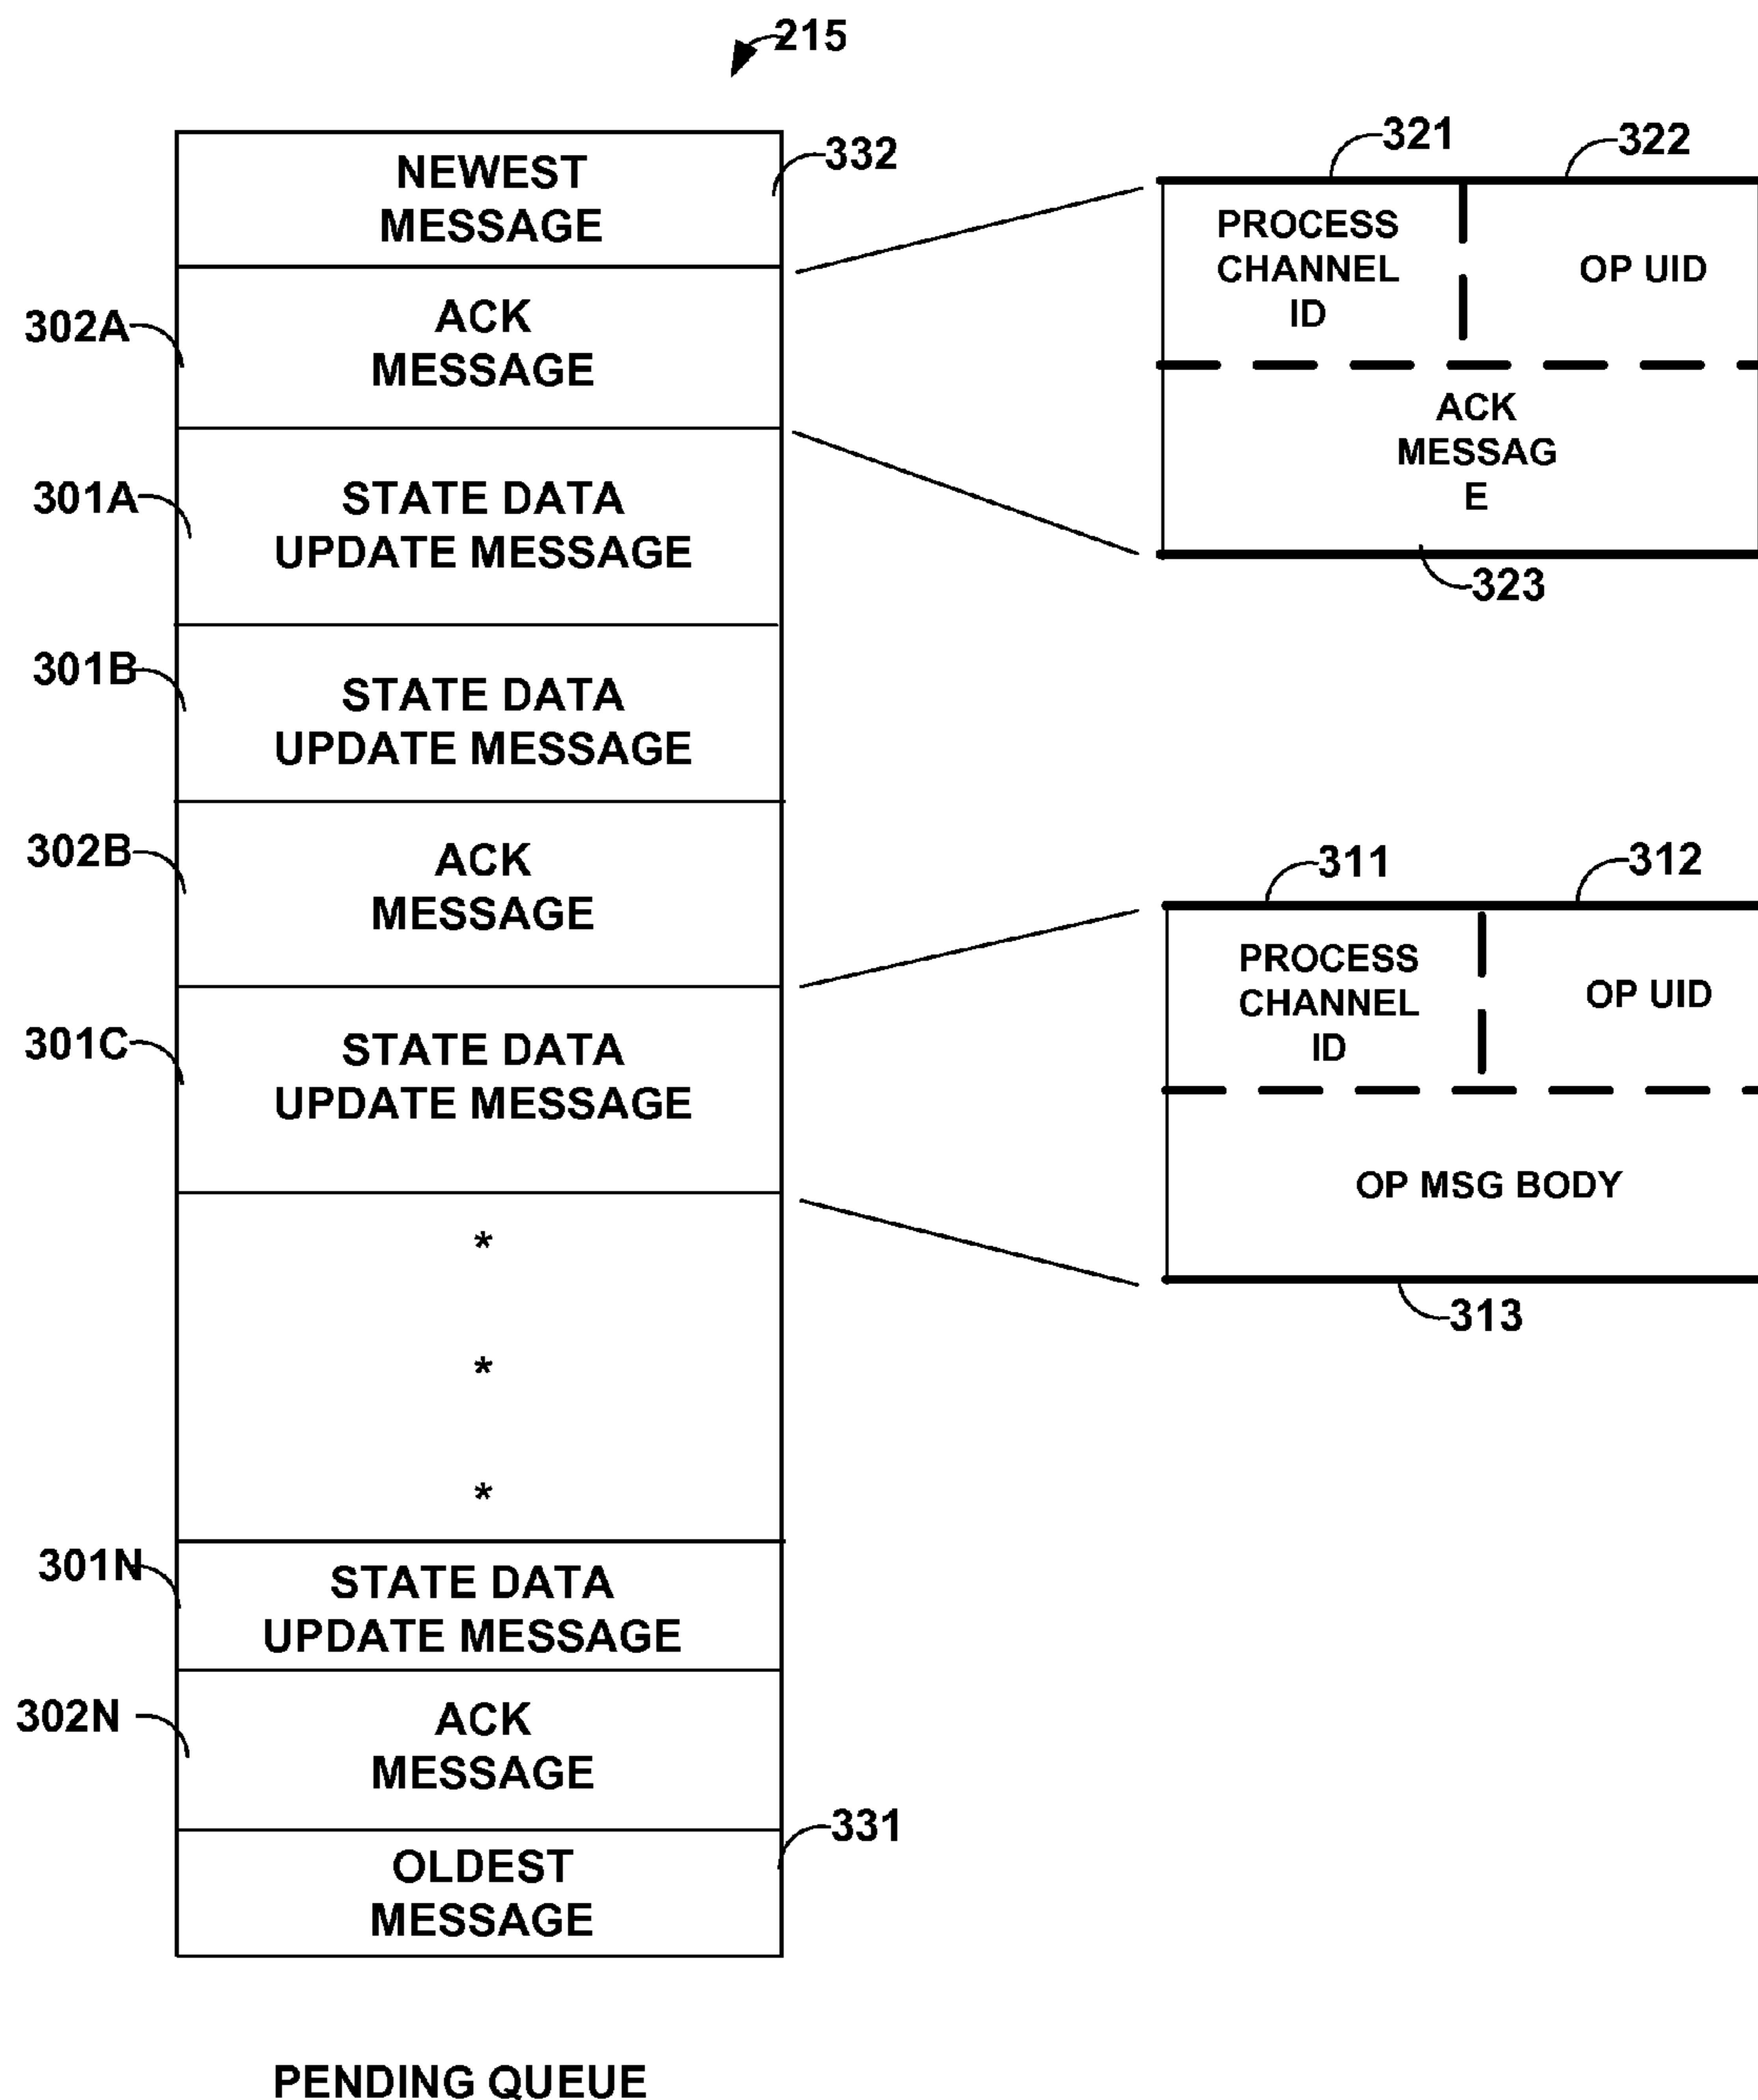 215
NEWEST
MESSAGE
332
302A
ACK
MESSAGE
301A
STATE DATA
UPDATE MESSAGE
301B
STATE DATA
UPDATE MESSAGE
302B
ACK
MESSAGE
301C
STATE DATA
UPDATE MESSAGE
*
*
*
301N
STATE DATA
UPDATE MESSAGE
302N
ACK
MESSAGE
331
OLDEST
MESSAGE
PENDING QUEUE
321
322
PROCESS
CHANNEL
ID
OP UID
ACK
MESSAG
E
323
311
312
PROCESS
CHANNEL
ID
OP UID
OP MSG BODY
313